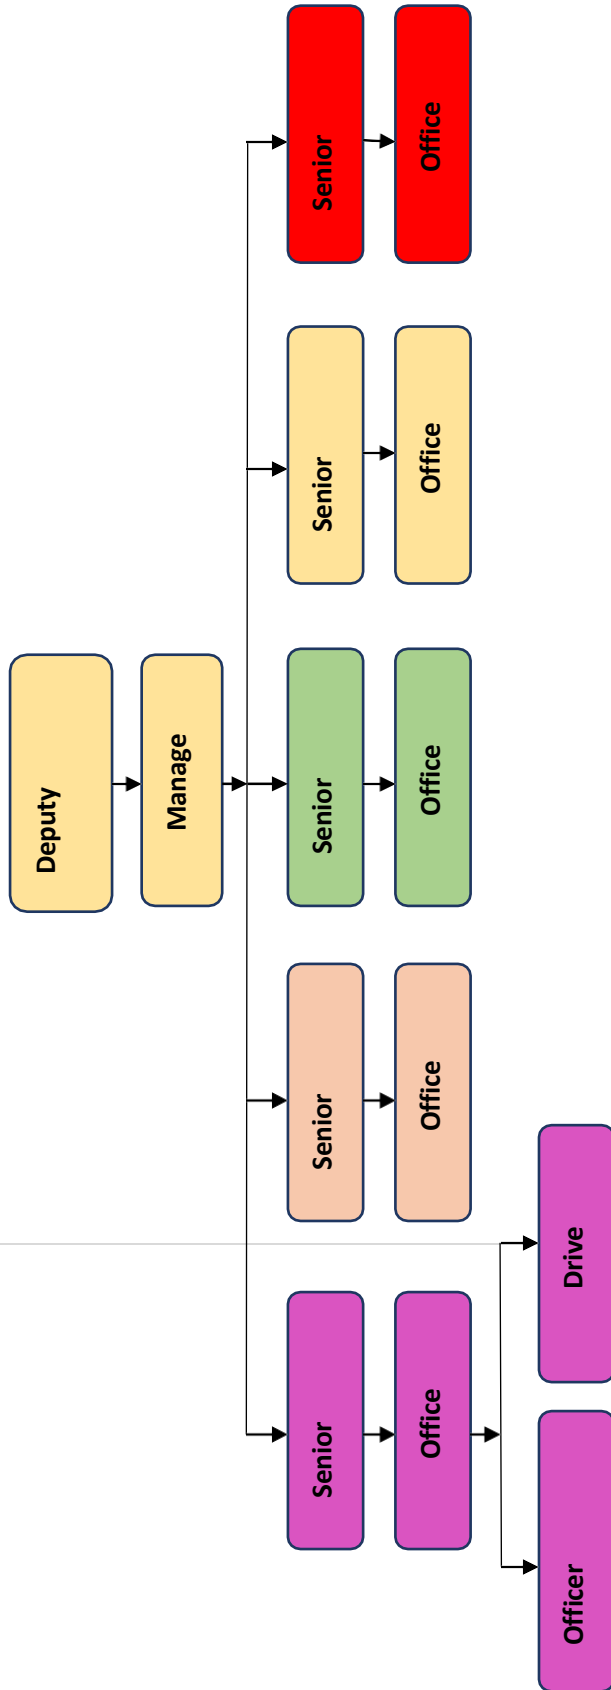 Deputy
Manage
Senior
Senior
Senior
Senior
Senior
Office
Office
Office
Office
Office
Officer
Drive